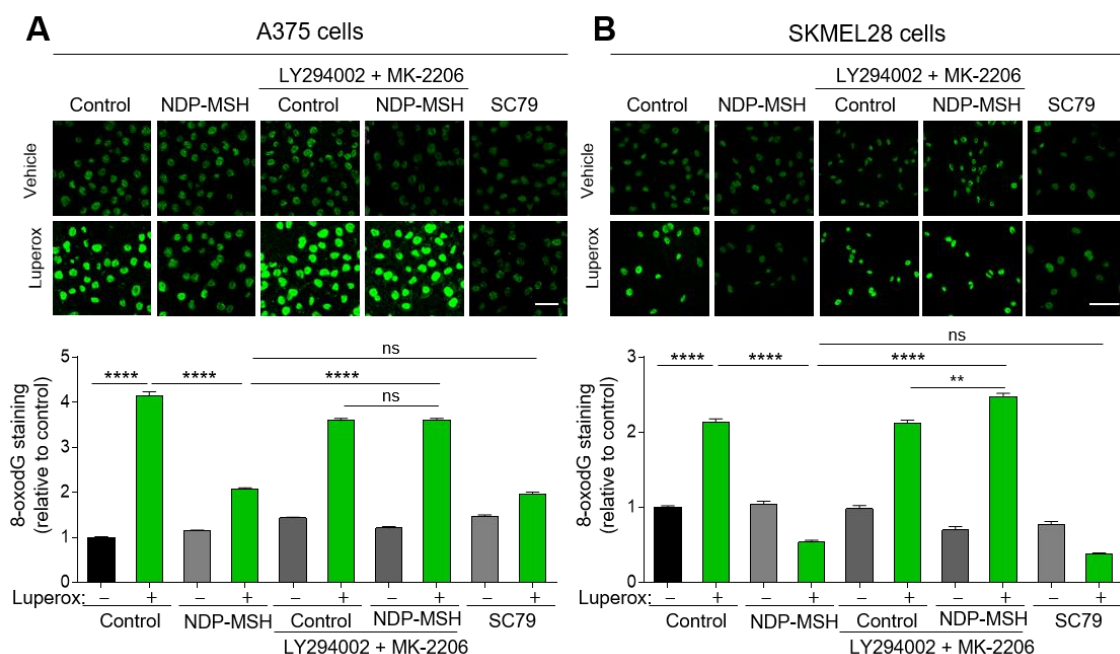 A
A375 cells
LY294002 + MK-2206
Control
NDP-MSH
Control
NDP-MSH
SC79
Vehicle
Luperox
8-oxodG staining
(relative to control)
5
4
3
2
1
0
****
****
****
ns
ns
Luperox: – + – + – + – + – +
Control NDP-MSH Control NDP-MSH SC79
LY294002 + MK-2206
B
SKMEL28 cells
LY294002 + MK-2206
Control
NDP-MSH
Control
NDP-MSH
SC79
Vehicle
Luperox
8-oxodG staining
(relative to control)
3
2
1
0
****
****
****
**
ns
Luperox: – + – + – + – + – +
Control NDP-MSH Control NDP-MSH SC79
LY294002 + MK-2206